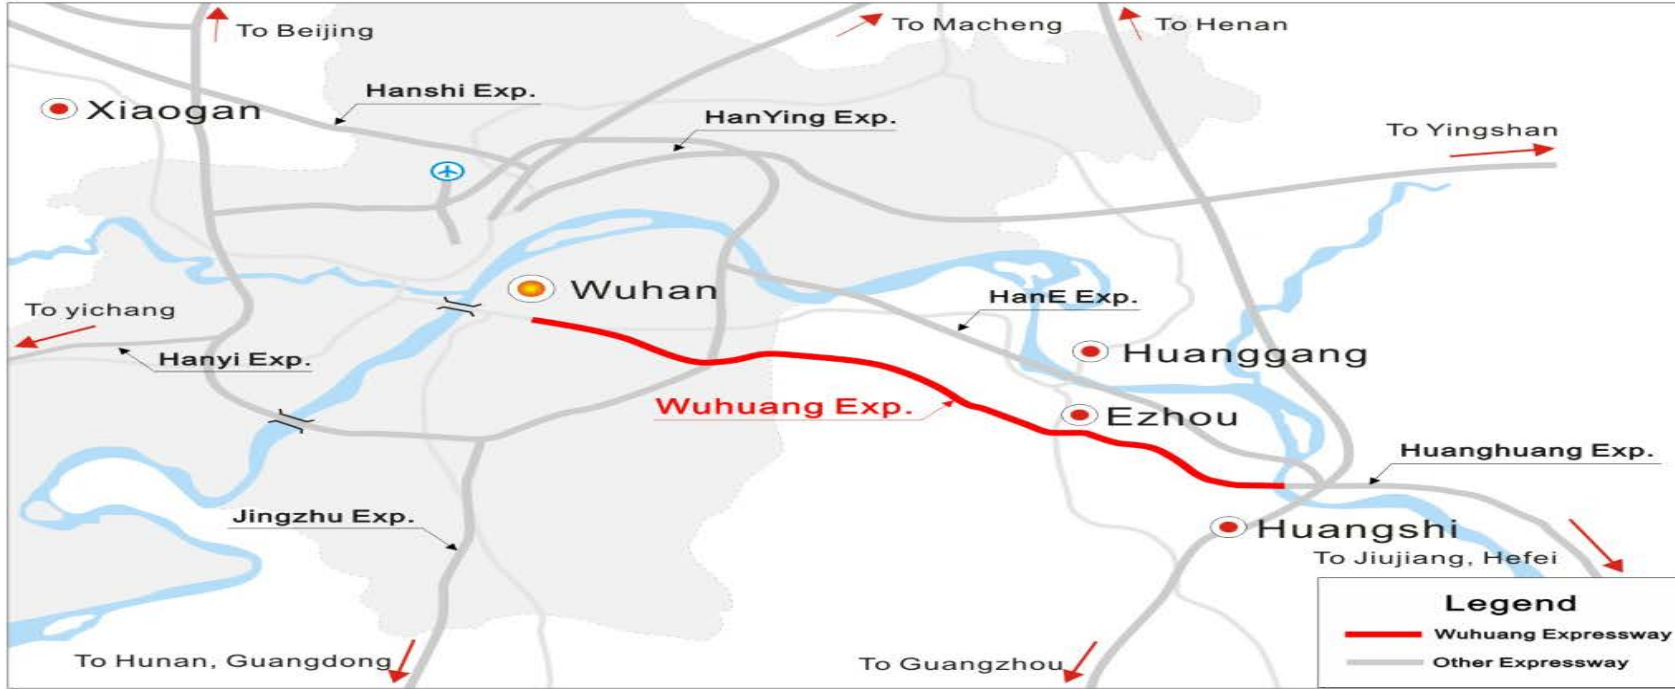 To Beijing
To Macheng
To Henan
Hanshi Exp.
Xiaogan
HanYing Exp.
To Yingshan
Wuhan
HanE Exp.
To yichang
Hanyi Exp.
Huanggang
Wuhuang Exp.
Ezhou
Huanghuang Exp.
Jingzhu Exp.
Huangshi
To Jiujiang, Hefei
To Hunan, Guangdong
To Guangzhou
Legend
Wuhuang Expressway
Other Expressway